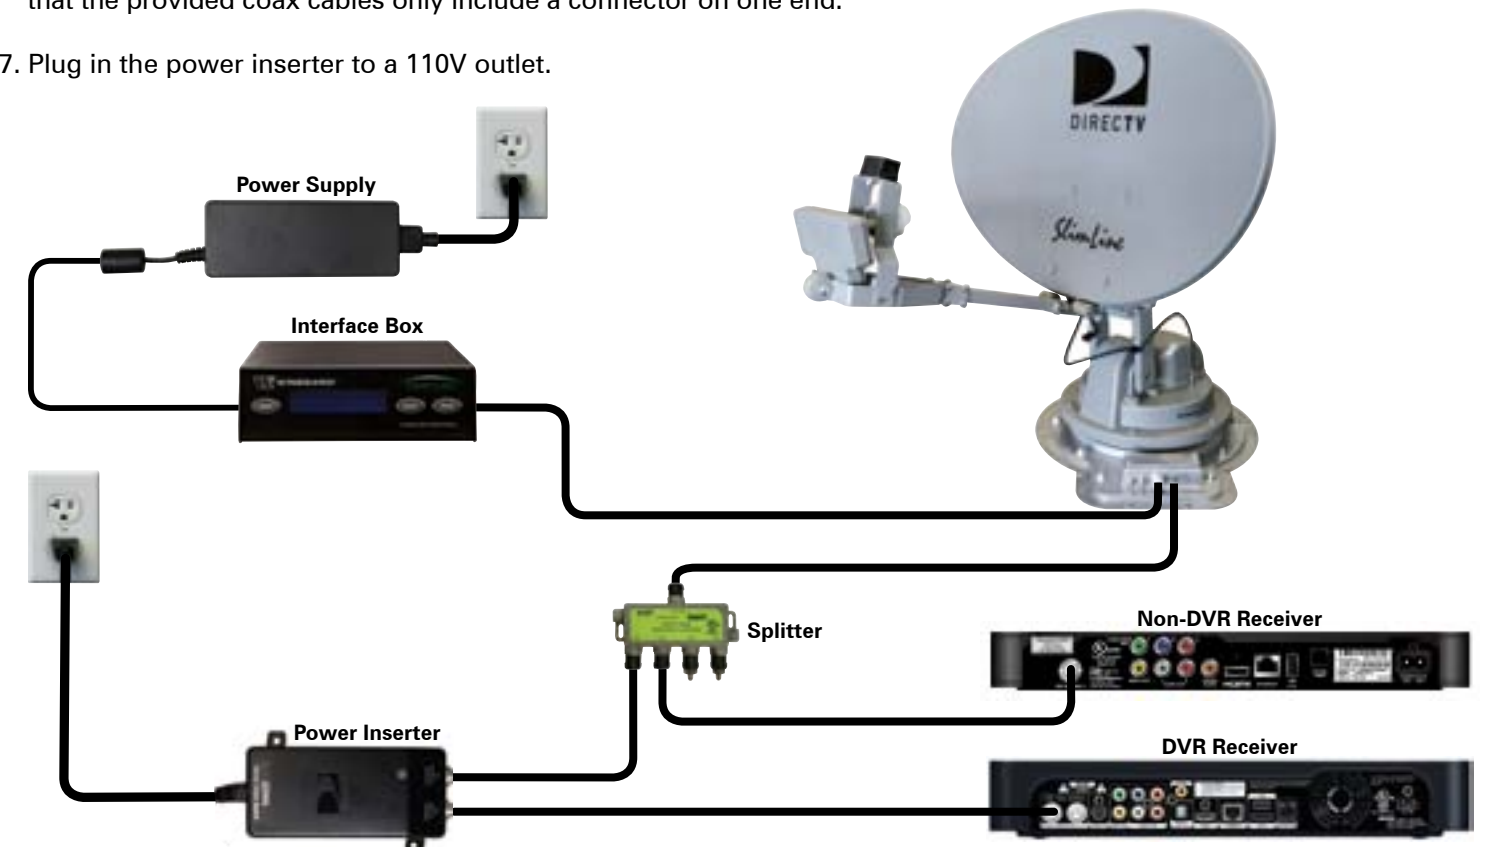 that the provided coax cables only include a connector on one end.
7. Plug in the power inserter to a 110V outlet.
DIRECTV
SlimLine
Power Supply
Interface Box
WINEGARD
Splitter
Non-DVR Receiver
Power Inserter
DVR Receiver